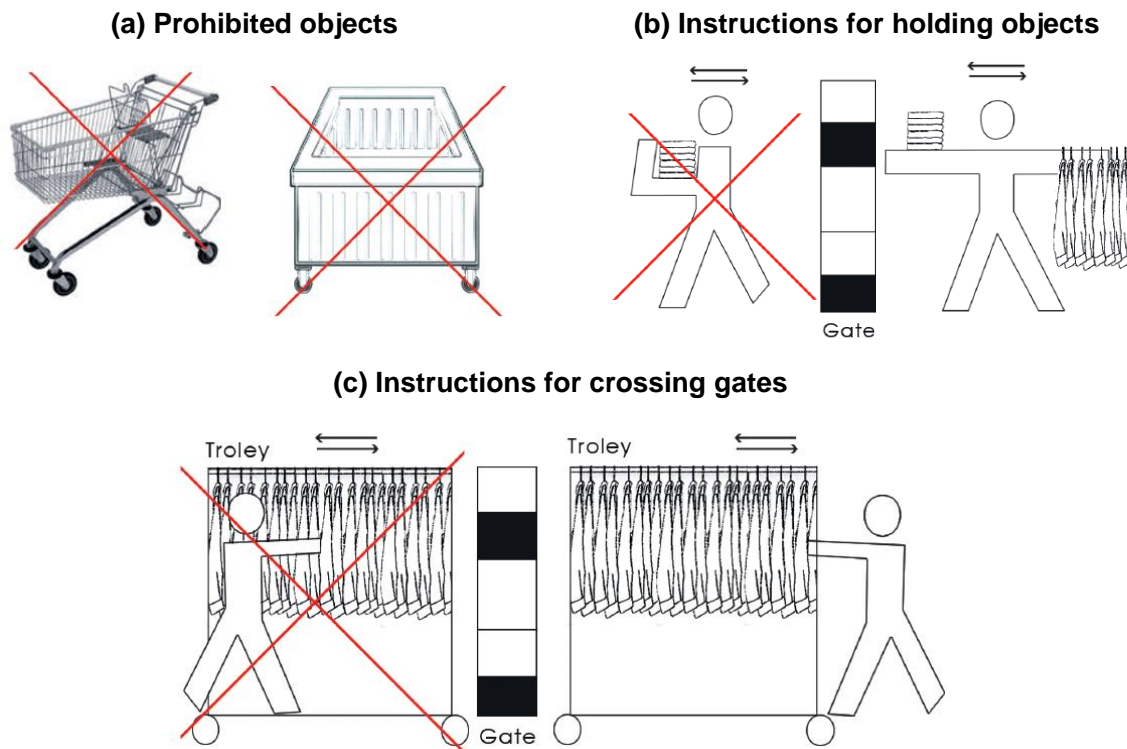 (a) Prohibited objects
(b) Instructions for holding objects
Gate
(c) Instructions for crossing gates
Troley
Troley
Gate